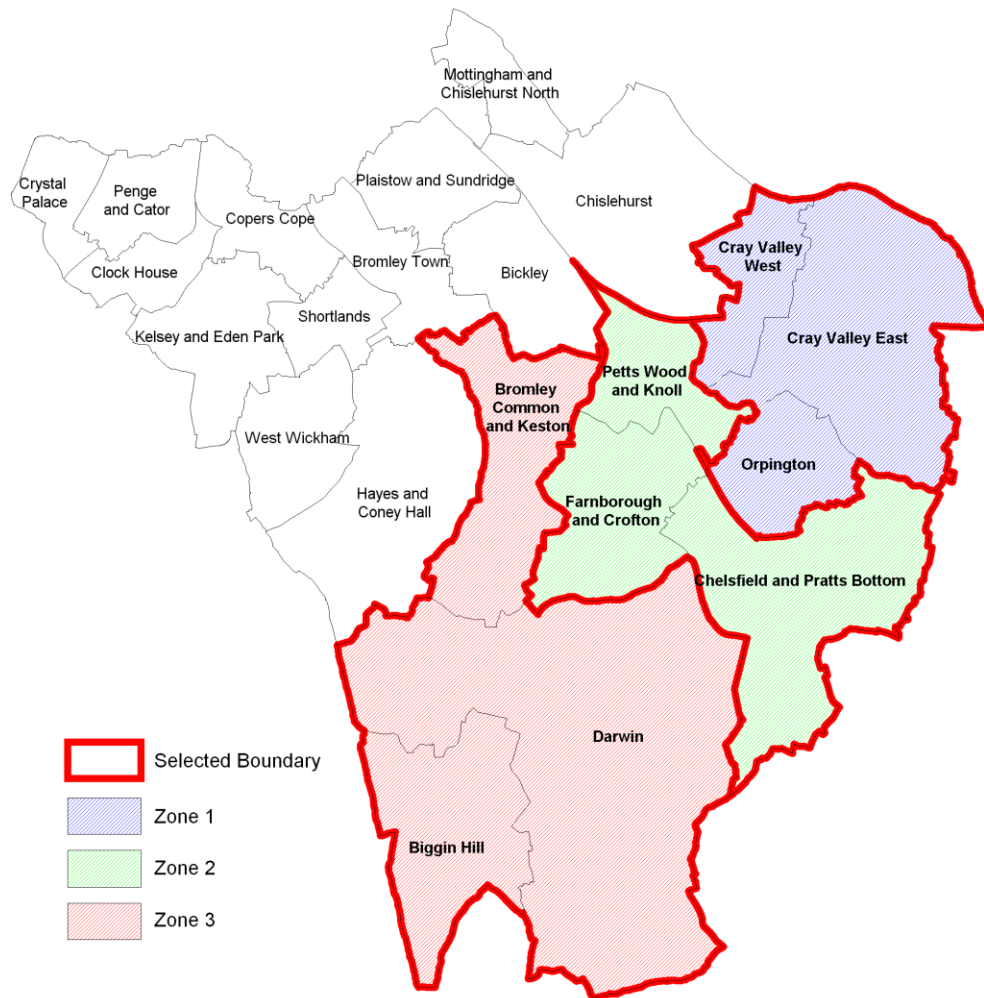 Mottingham and
Chislehurst North
Crystal
Palace
Penge
and Cator
Plaistow and Sundridge
Chislehurst
Copers Cope
Cray Valley
West
Clock House
Bromley Town
Bickley
Shortlands
Kelsey and Eden Park
Cray Valley East
Petts Wood
and Knoll
Bromley
Common
and Keston
West Wickham
Orpington
Hayes and
Coney Hall
Farnborough
and Crofton
Chelsfield and Pratts Bottom
Darwin
Biggin Hill
Selected Boundary
Zone 1
Zone 2
Zone 3